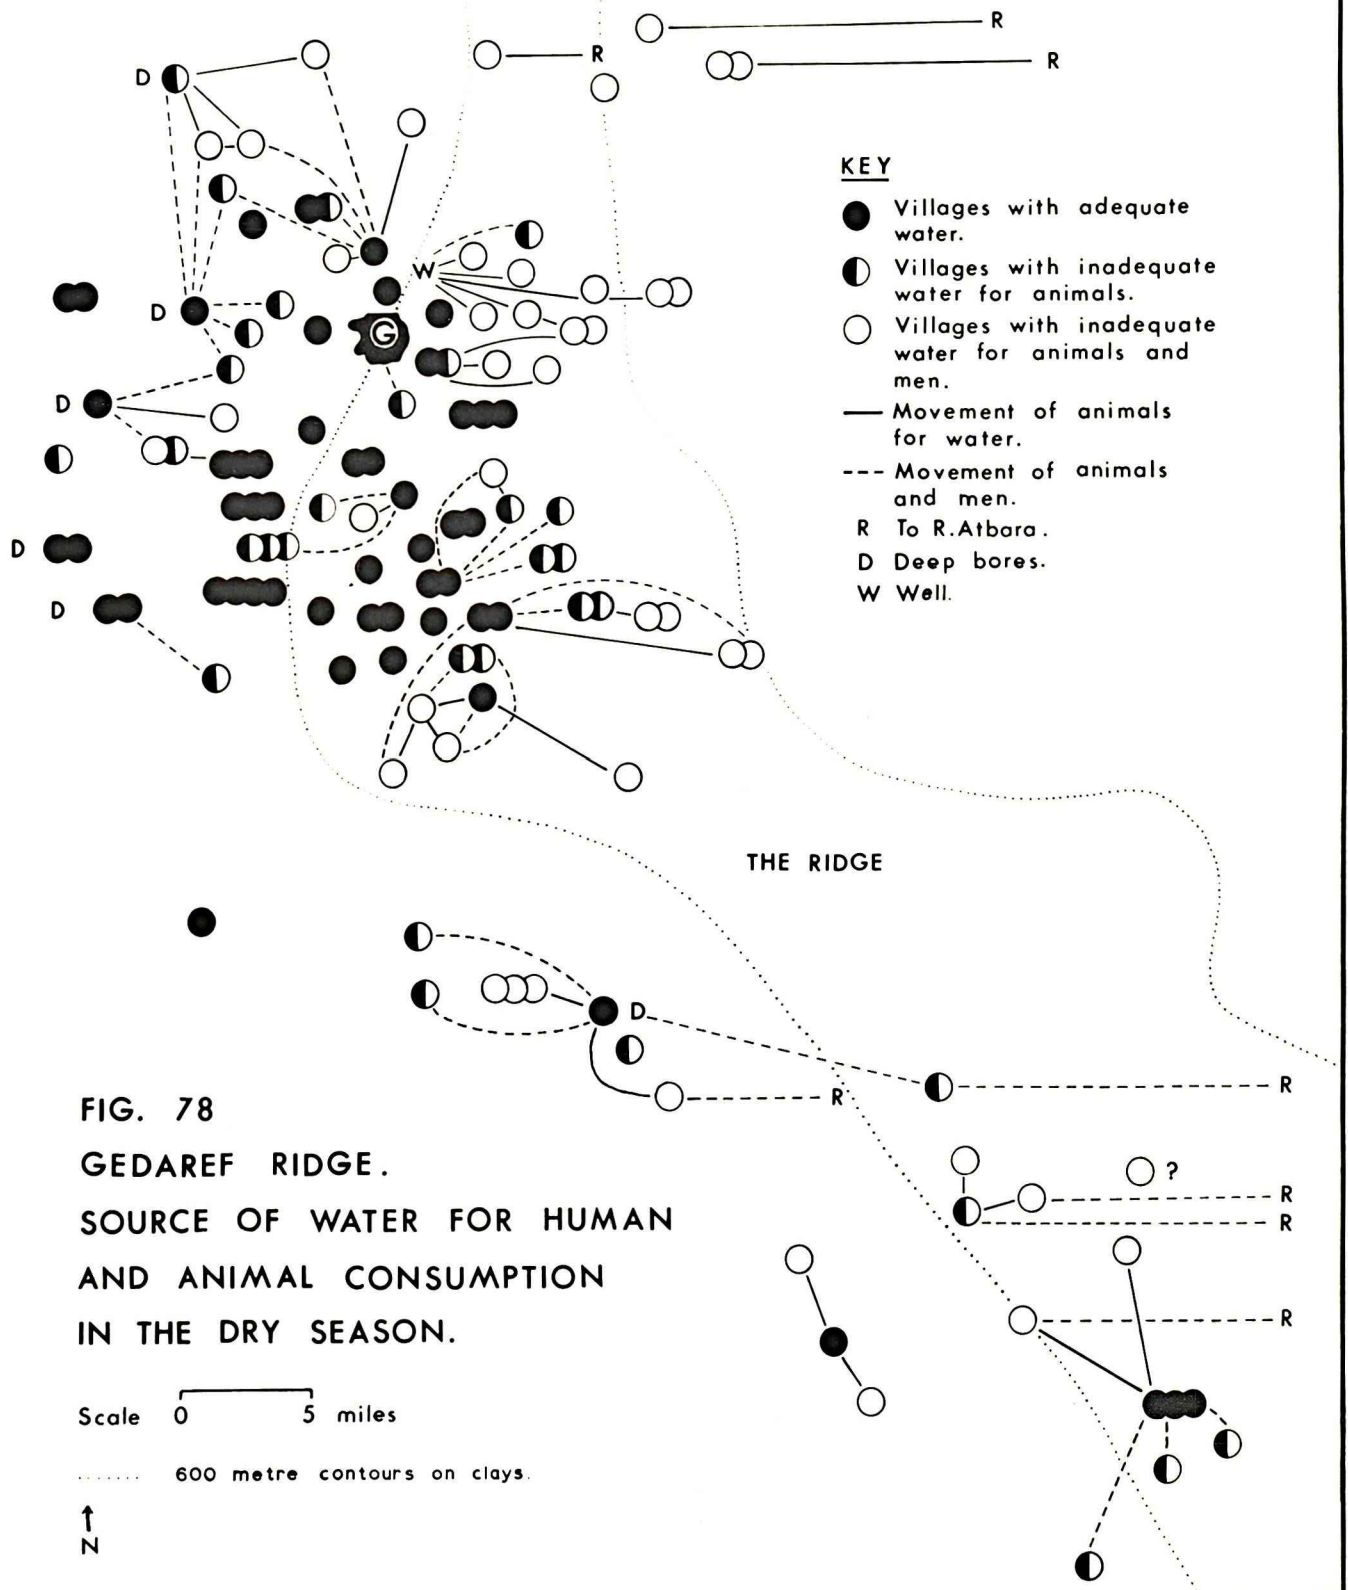 R
R
R
D
KEY
Villages with adequate
water.
W
Villages with inadequate
water for animals.
D
G
Villages with inadequate
water for animals and
men.
D
Movement of animals
for water.
Movement of animals
and men.
R To R.Atbara.
D
D Deep bores.
D
W Well.
THE RIDGE
D
R
R
FIG. 78
GEDAREF RIDGE.
?
R
SOURCE OF WATER FOR HUMAN
R
AND ANIMAL CONSUMPTION
R
IN THE DRY SEASON.
Scale 0 5 miles
600 metre contours on clays.
N